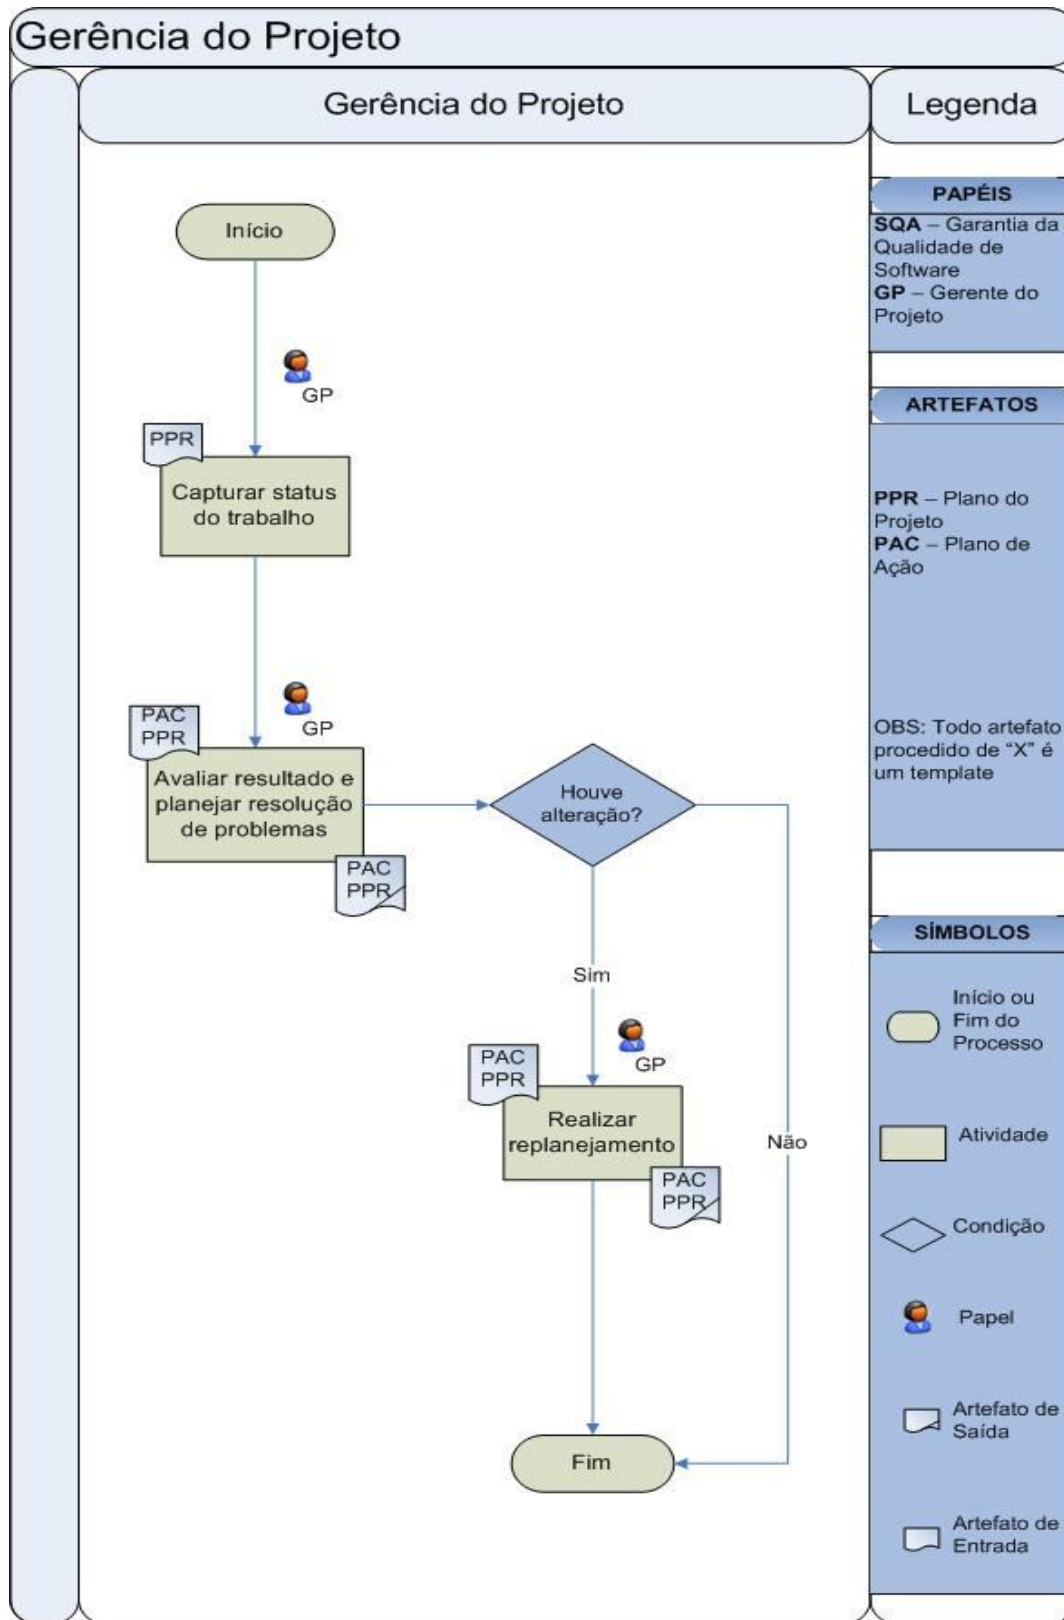 Gerência do Projeto
Gerência do Projeto
Início
GP
PPR
Capturar status
do trabalho
GP
PAC
PPR
Avaliar resultado e
planejar resolução
de problemas
PAC
PPR
Houve
alteração?
Sim
Não
GP
PAC
PPR
Realizar
replanejamento
PAC
PPR
Fim
Legenda
PAPÉIS
SQA – Garantia da
Qualidade de
Software
GP – Gerente do
Projeto
ARTEFATOS
PPR – Plano do
Projeto
PAC – Plano de
Ação
OBS: Todo artefato
procedido de “X” é
um template
SÍMBOLOS
Início ou
Fim do
Processo
Atividade
Condição
Papel
Artefato de
Saída
Artefato de
Entrada